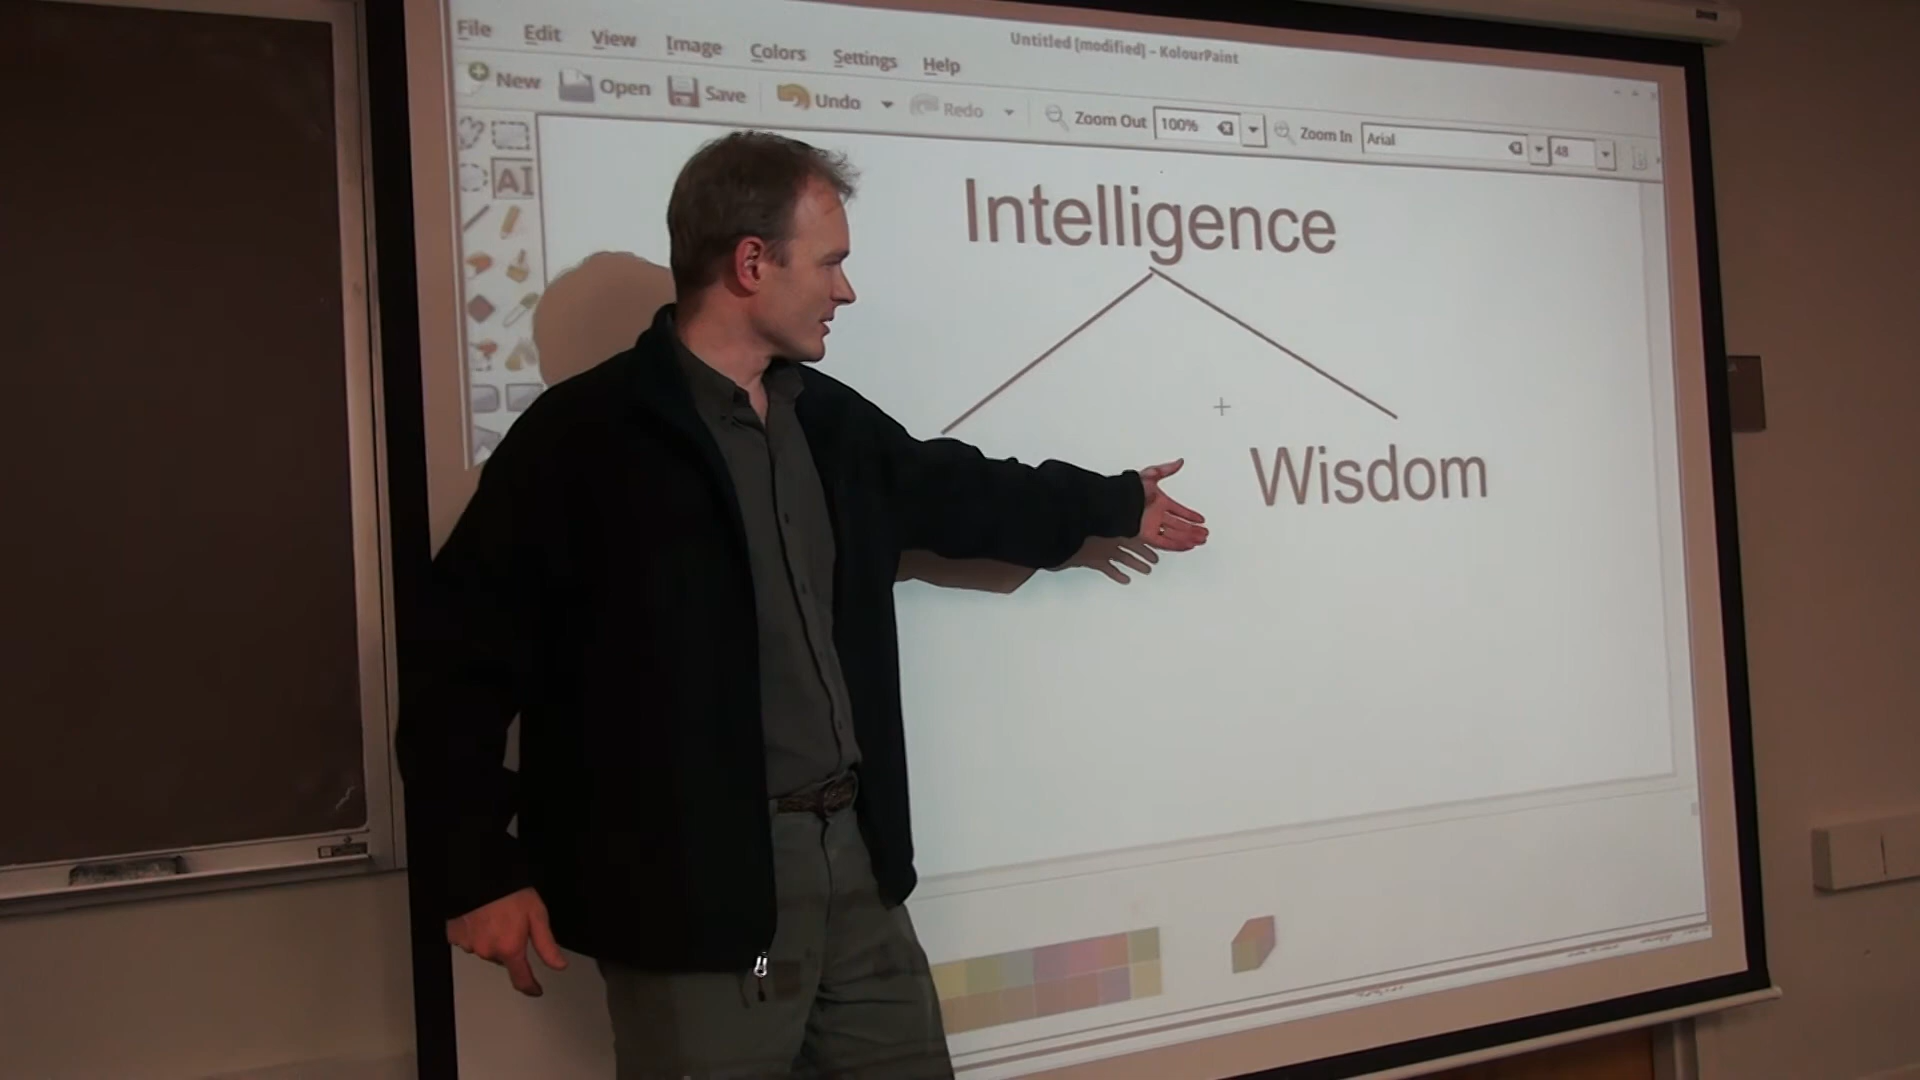 Untitled [modified] - KolourPaint
File Edit View Image Colors Settings Help
New Open Save Undo Redo Zoom Out 100% Zoom In Arial 48
AI
Intelligence
Wisdom